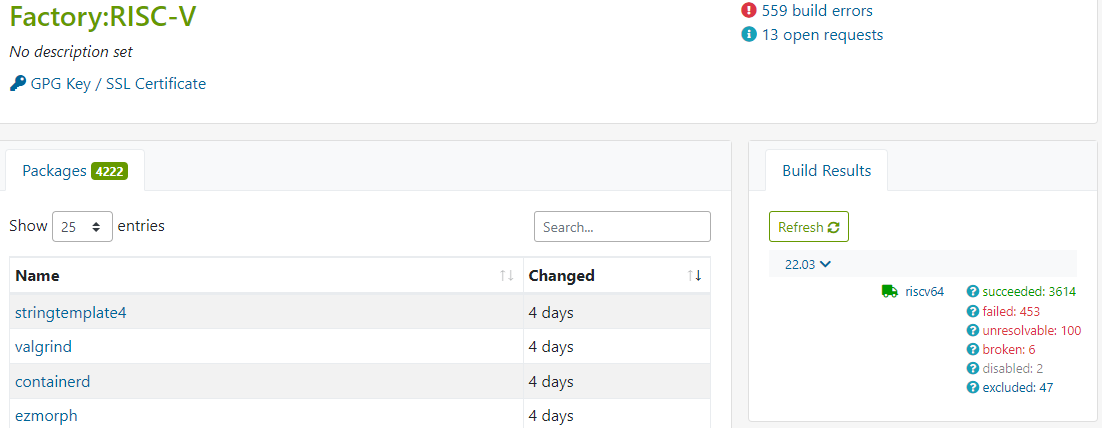 Factory:RISC-V
No description set
GPG Key / SSL Certificate
559 build errors
13 open requests
Packages 4222
Show 25 entries
Search...
Name Changed
stringtemplate4 4 days
valgrind 4 days
containerd 4 days
ezmorph 4 days
Build Results
Refresh
22.03
riscv64 succeeded: 3614
failed: 453
unresolvable: 100
broken: 6
disabled: 2
excluded: 47